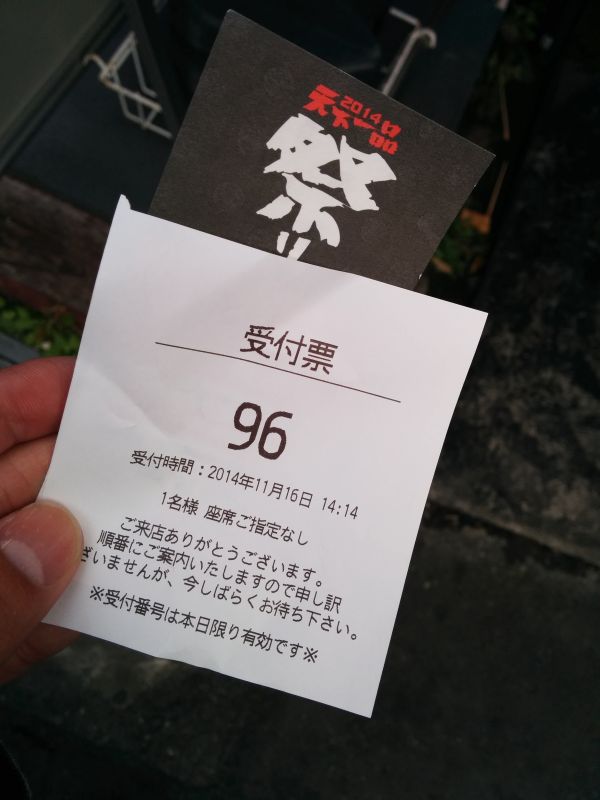 2014
天下一品
祭り
受付票
96
受付時間：2014年11月16日 14:14
1名様 座席ご指定なし
ご来店ありがとうございます。
順番にご案内いたしますので申し訳
ざいませんが、今しばらくお待ち下さい。
※受付番号は本日限り有効です※